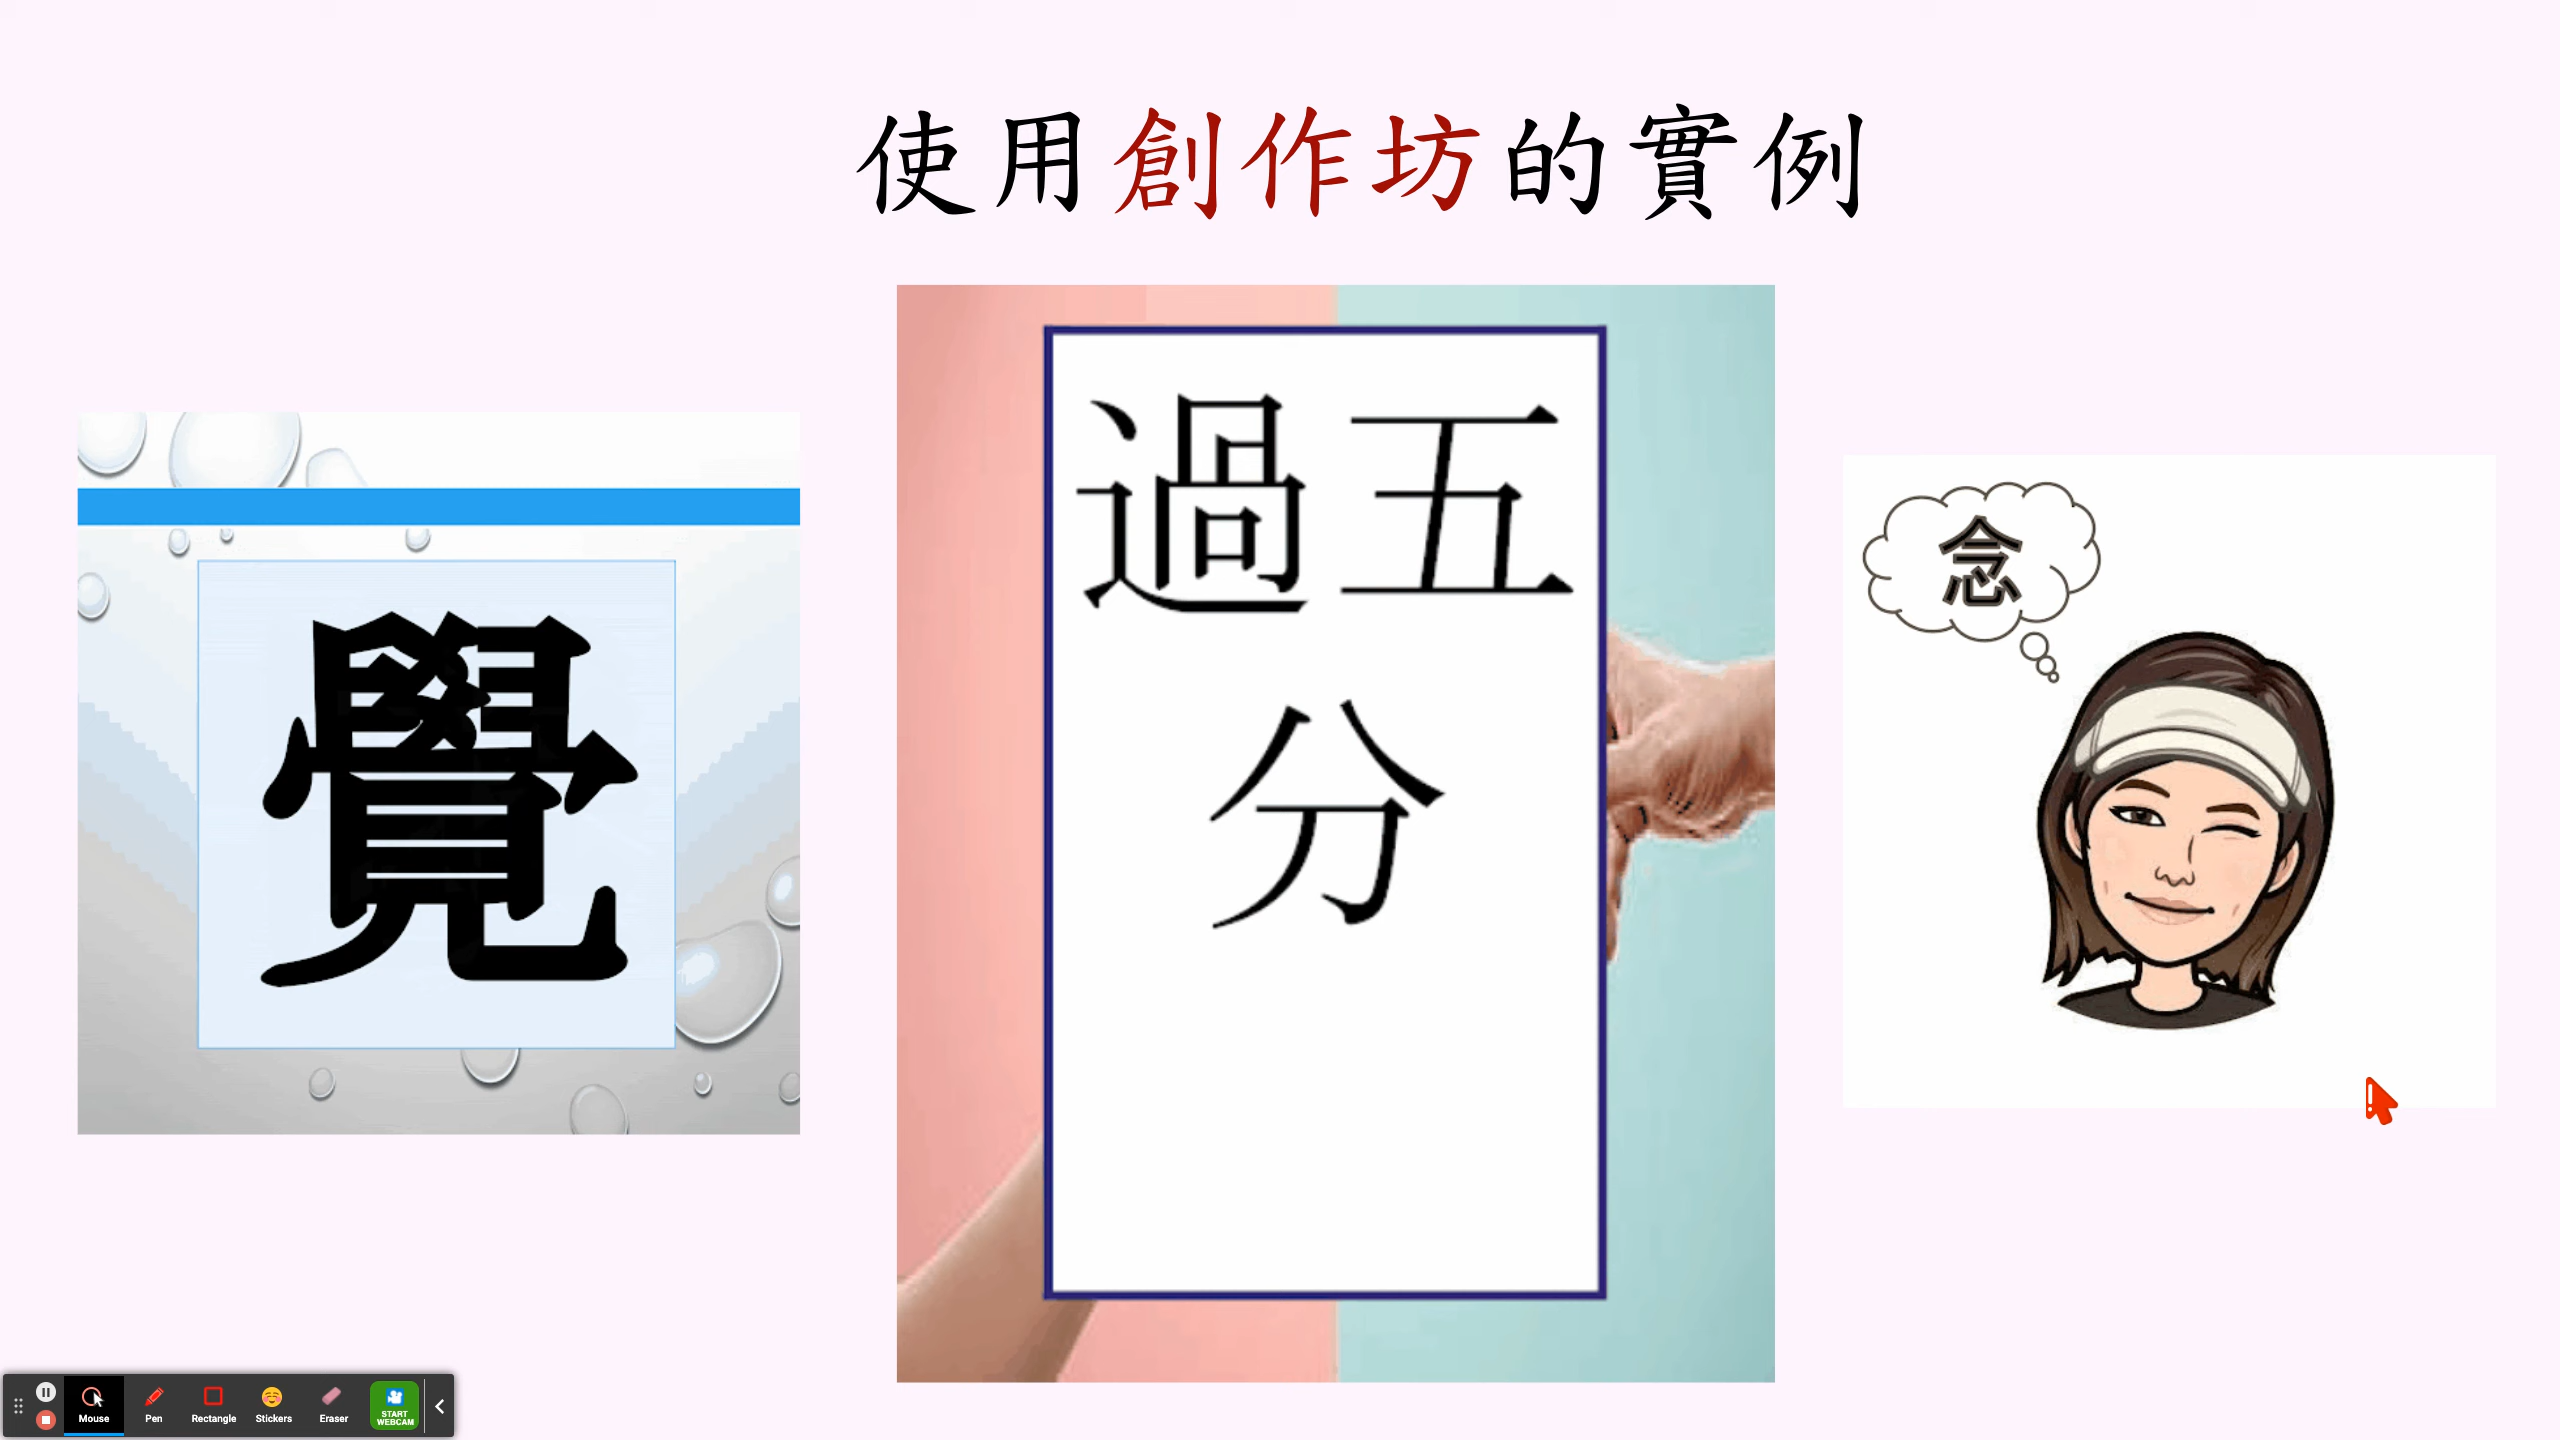 使用創作坊的實例
覺
過五
分
念
Mouse
Pen
Rectangle
Stickers
Eraser
START
WEBCAM